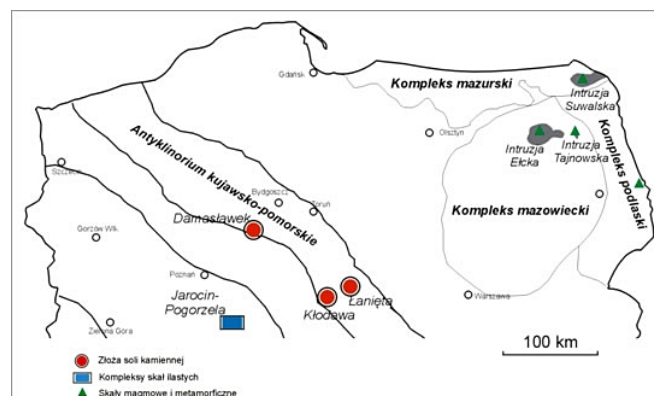 Gdańsk
Kompleks mazurski
Intruzja
Suwalska
Olsztyn
Intruzja
Ełcka
Intruzja
Tajnowska
Kompleks podlaski
Antyklinorium kujawsko-pomorskie
Szczecin
Bydgoszcz
Toruń
Damasławek
Kompleks mazowiecki
Gorzów Wlk.
Poznań
Jarocin-
Pogorzela
Łanięta
Kłodawa
Warszawa
Zielona Góra
100 km
Złoża soli kamiennej
Kompleksy skał ilastych
Skały magmowe i metamorficzne